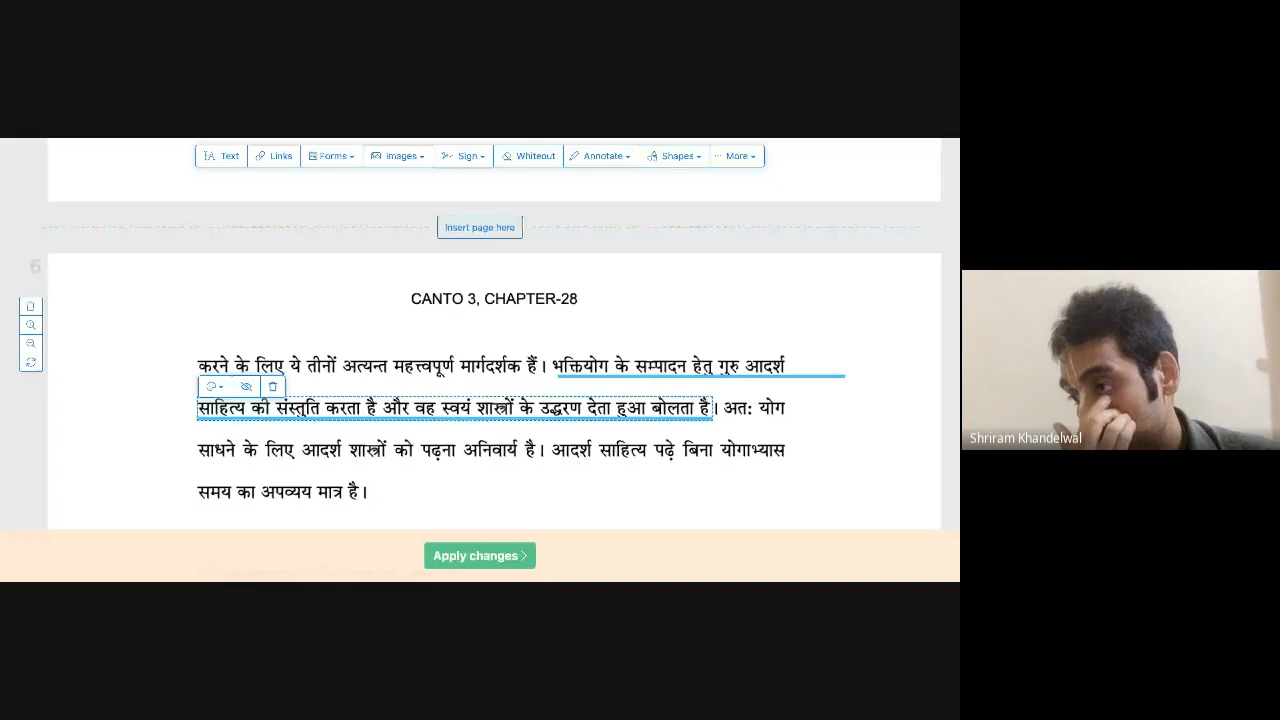 Text Links Forms Images Sign Whiteout Annotate Shapes More
Insert page here
6
CANTO 3, CHAPTER-28
करने के लिए ये तीनों अत्यन्त महत्त्वपूर्ण मार्गदर्शक हैं। भक्तियोग के सम्पादन हेतु गुरु आदर्श
साहित्य की संस्तुति करता है और वह स्वयं शास्त्रों के उद्धरण देता हुआ बोलता है। अतः योग
साधने के लिए आदर्श शास्त्रों को पढ़ना अनिवार्य है। आदर्श साहित्य पढ़े बिना योगाभ्यास
समय का अपव्यय मात्र है।
Apply changes
Shriram Khandelwal